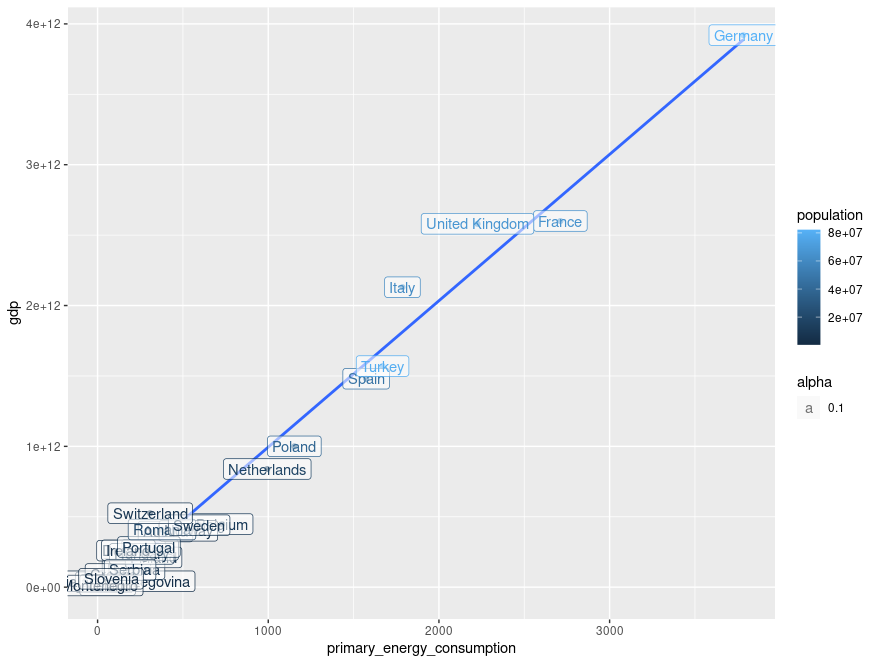 4e+12
3e+12
2e+12
1e+12
0e+00
gdp
Germany
United Kingdom
France
Italy
Turkey
Spain
Poland
Netherlands
Switzerland
Sweden
Portugal
Serbia
Slovenia
0
1000
2000
3000
primary_energy_consumption
population
8e+07
6e+07
4e+07
2e+07
alpha
a
0.1